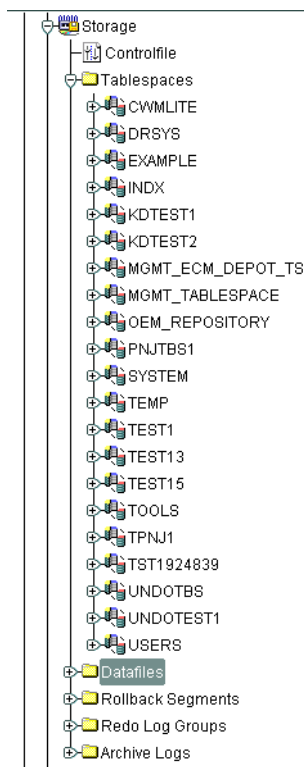 Storage
Controlfile
Tablespaces
CWMLITE
DRSYS
EXAMPLE
INDX
KDTEST1
KDTEST2
MGMT_ECM_DEPOT_TS
MGMT_TABLESPACE
OEM_REPOSITORY
PNJTBS1
SYSTEM
TEMP
TEST1
TEST13
TEST15
TOOLS
TPNJ1
TST1924839
UNDOTBS
UNDOTEST1
USERS
Datafiles
Rollback Segments
Redo Log Groups
Archive Logs